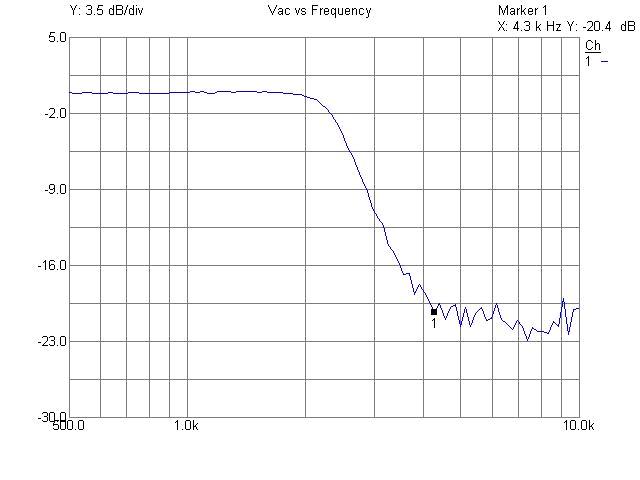 Y: 3.5 dB/div Vac vs Frequency Marker 1
X: 4.3 k Hz Y: -20.4 dB
5.0
Ch
1 –
-2.0
-9.0
-16.0
1
-23.0
-30.0
500.0 1.0k 10.0k